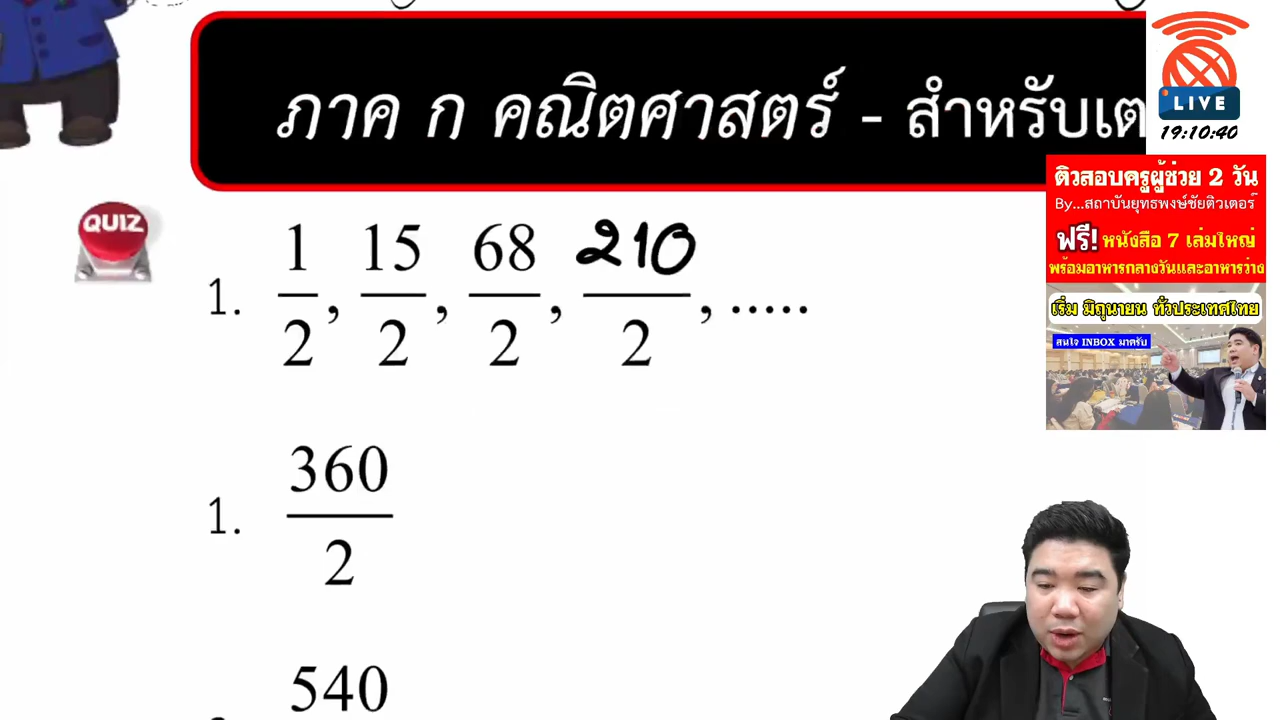 ภาค ก คณิตศาสตร์ - สำหรับเต
LIVE
19:10:40
ติวสอบครูผู้ช่วย 2 วัน
By...สถาบันยุทธพงษ์ชัยติวเตอร์
ฟรี! หนังสือ 7 เล่มใหญ่
พร้อมอาหารกลางวันและอาหารว่าง
เริ่ม มิถุนายน ทั่วประเทศไทย
สนใจ INBOX มาครับ
QUIZ
1. 1/2, 15/2, 68/2, 210/2, .....
1. 360/2
540